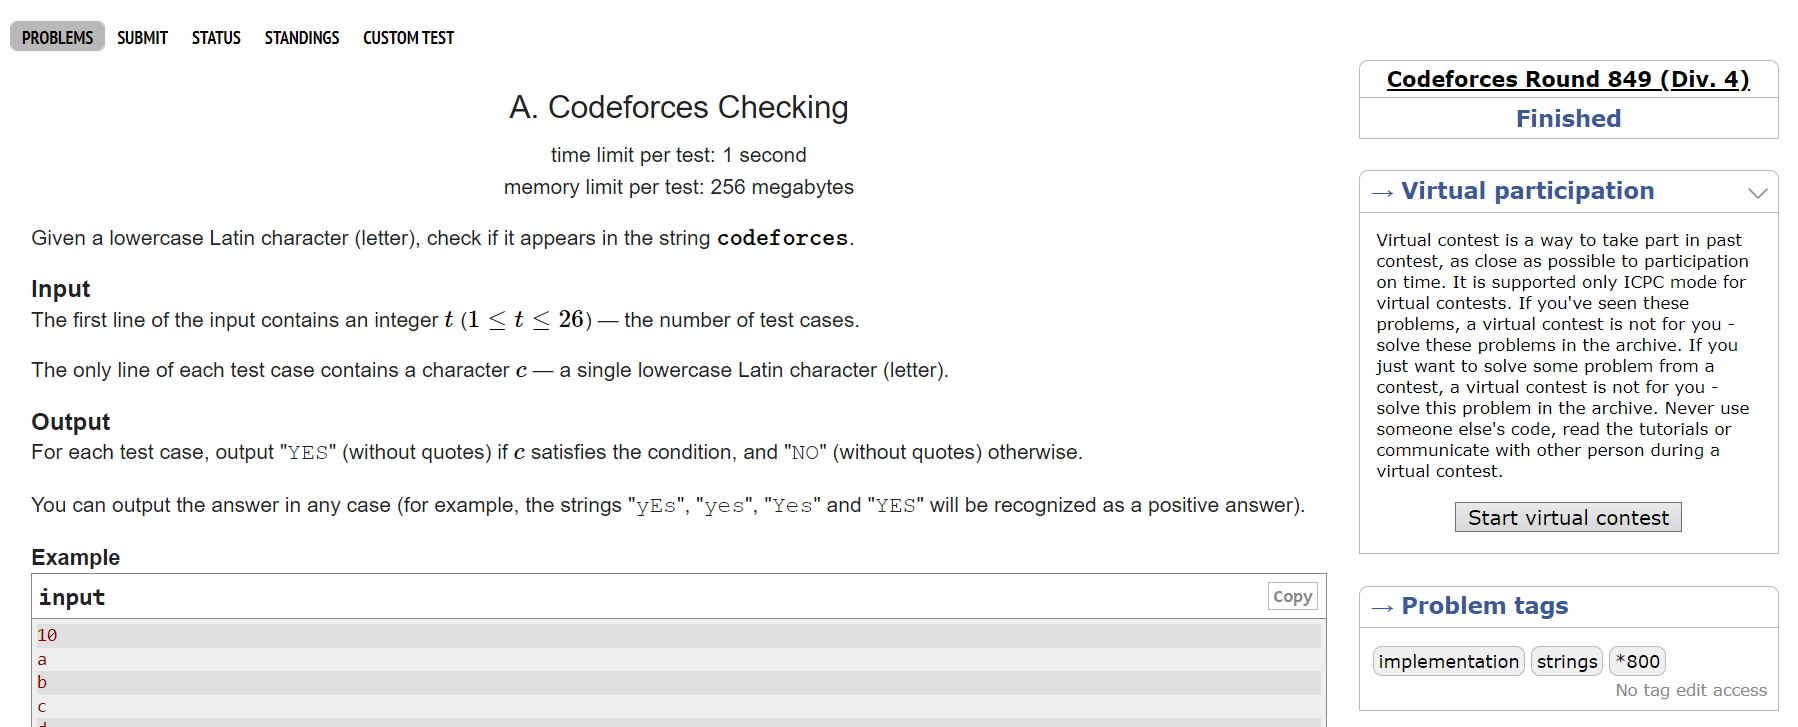 PROBLEMS SUBMIT STATUS STANDINGS CUSTOM TEST
A. Codeforces Checking
time limit per test: 1 second
memory limit per test: 256 megabytes
Given a lowercase Latin character (letter), check if it appears in the string codeforces.
Input
The first line of the input contains an integer t (1 ≤ t ≤ 26) — the number of test cases.
The only line of each test case contains a character c — a single lowercase Latin character (letter).
Output
For each test case, output "YES" (without quotes) if c satisfies the condition, and "NO" (without quotes) otherwise.
You can output the answer in any case (for example, the strings "yEs", "yes", "Yes" and "YES" will be recognized as a positive answer).
Example
input
Copy
10
a
b
c
Codeforces Round 849 (Div. 4)
Finished
→ Virtual participation
Virtual contest is a way to take part in past
contest, as close as possible to participation
on time. It is supported only ICPC mode for
virtual contests. If you've seen these
problems, a virtual contest is not for you -
solve these problems in the archive. If you
just want to solve some problem from a
contest, a virtual contest is not for you -
solve this problem in the archive. Never use
someone else's code, read the tutorials or
communicate with other person during a
virtual contest.
Start virtual contest
→ Problem tags
implementation strings *800
No tag edit access